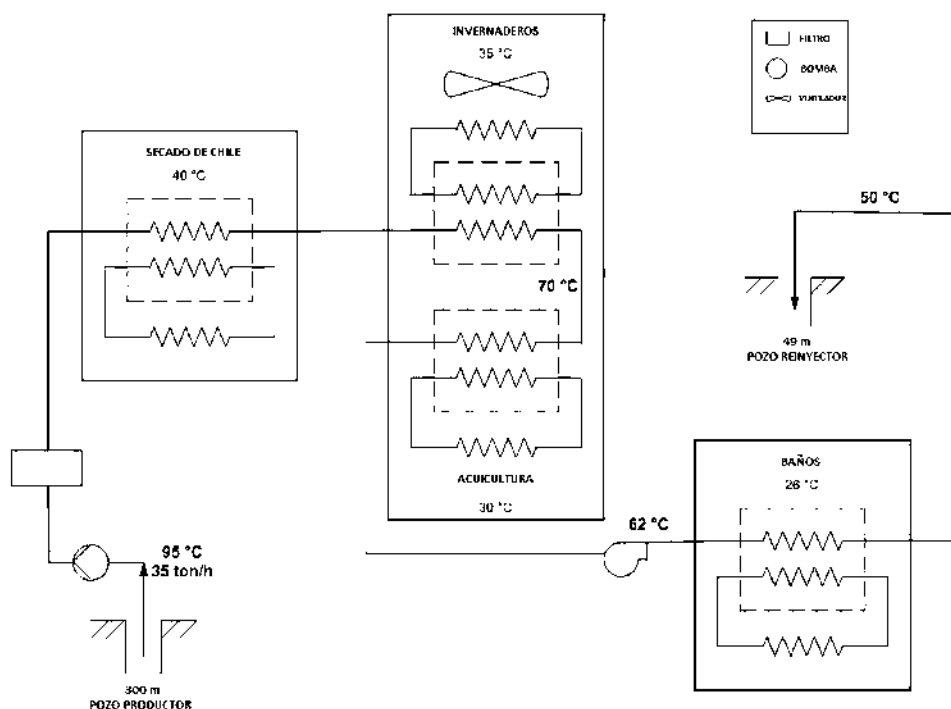 INVERNADEROS
35 °C
FILTRO
BOMBA
VENTILADOR
SECADO DE CHILE
40 °C
50 °C
70 °C
49 m
POZO REINYECTOR
ACUICULTURA
30 °C
BAÑOS
26 °C
62 °C
95 °C
35 ton/h
300 m
POZO PRODUCTOR